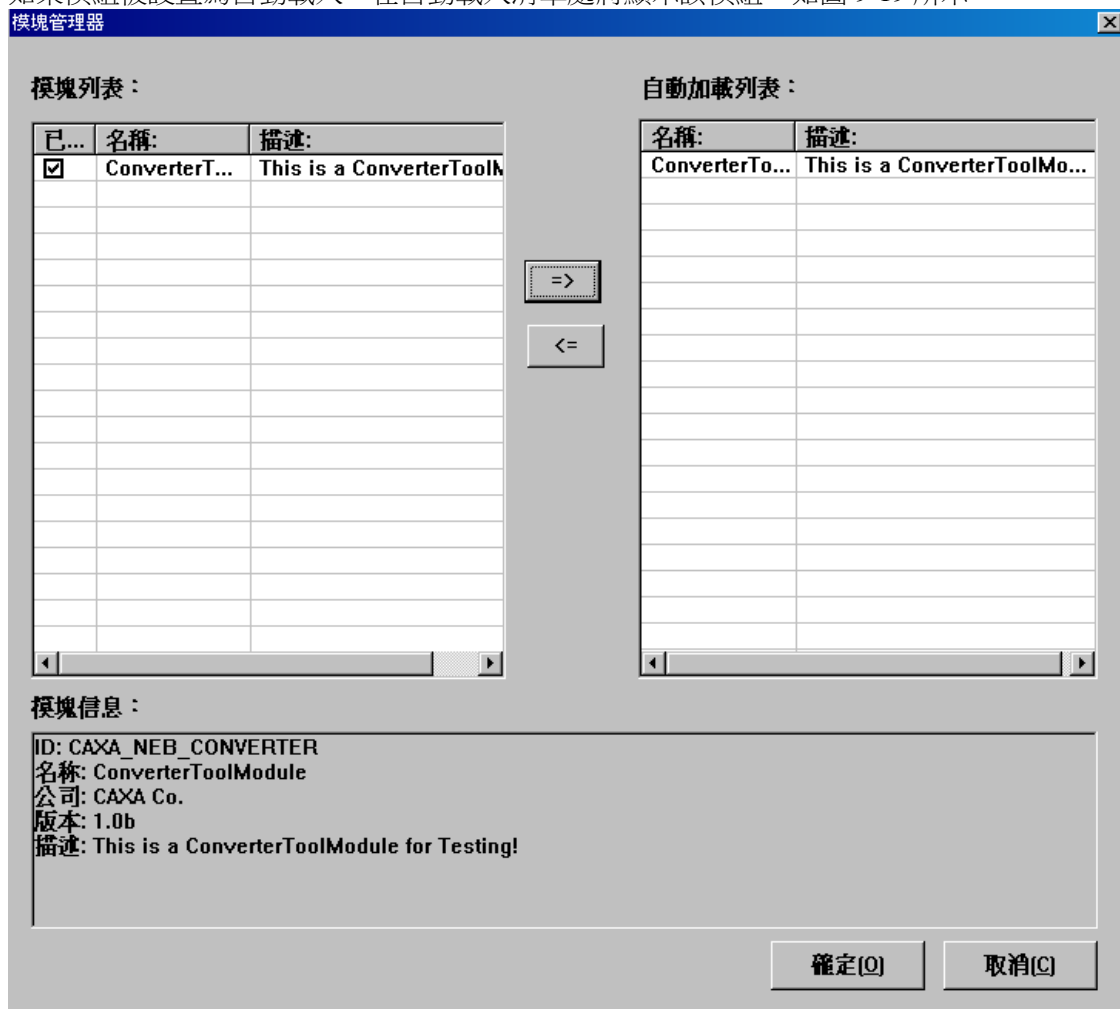 模塊管理器
模塊列表：
自動加載列表：
已... 名稱: 描述:
ConverterT... This is a ConverterToolM
名稱: 描述:
ConverterTo... This is a ConverterToolMo...
=>
<=
模塊信息：
ID: CAXA_NEB_CONVERTER
名称: ConverterToolModule
公司: CAXA Co.
版本: 1.0b
描述: This is a ConverterToolModule for Testing!
確定(O)
取消(C)